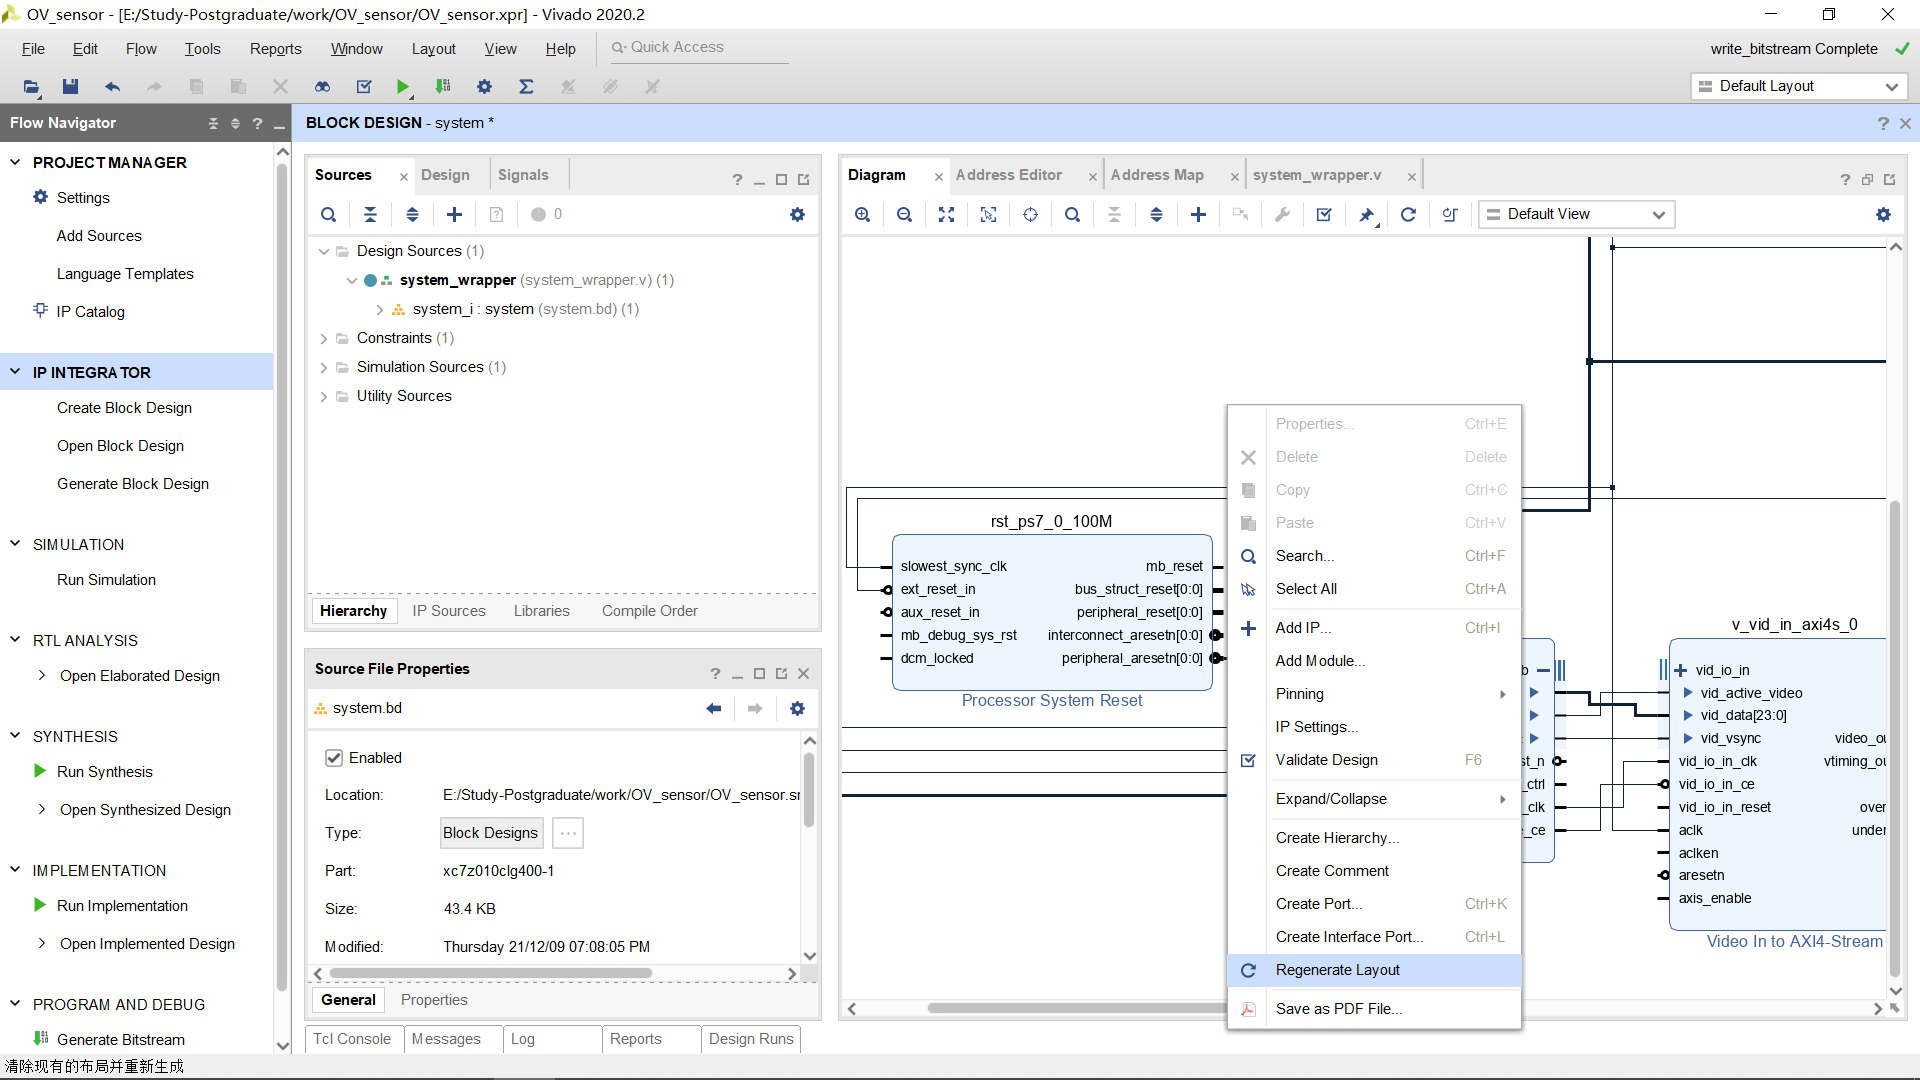 OV_sensor - [E:/Study-Postgraduate/work/OV_sensor/OV_sensor.xpr] - Vivado 2020.2
File Edit Flow Tools Reports Window Layout View Help Quick Access
write_bitstream Complete
Default Layout
Flow Navigator
BLOCK DESIGN - system *
PROJECT MANAGER
Settings
Add Sources
Language Templates
IP Catalog
IP INTEGRATOR
Create Block Design
Open Block Design
Generate Block Design
SIMULATION
Run Simulation
RTL ANALYSIS
Open Elaborated Design
SYNTHESIS
Run Synthesis
Open Synthesized Design
IMPLEMENTATION
Run Implementation
Open Implemented Design
PROGRAM AND DEBUG
Generate Bitstream
Sources Design Signals
0
Design Sources (1)
system_wrapper (system_wrapper.v) (1)
system_i : system (system.bd) (1)
Constraints (1)
Simulation Sources (1)
Utility Sources
Hierarchy IP Sources Libraries Compile Order
Source File Properties
system.bd
Enabled
Location: E:/Study-Postgraduate/work/OV_sensor/OV_sensor.sr
Type: Block Designs ...
Part: xc7z010clg400-1
Size: 43.4 KB
Modified: Thursday 21/12/09 07:08:05 PM
General Properties
Tcl Console Messages Log Reports Design Runs
Diagram Address Editor Address Map system_wrapper.v
Default View
rst_ps7_0_100M
slowest_sync_clk
ext_reset_in
aux_reset_in
mb_debug_sys_rst
dcm_locked
mb_reset
bus_struct_reset[0:0]
peripheral_reset[0:0]
interconnect_aresetn[0:0]
peripheral_aresetn[0:0]
Processor System Reset
Properties... Ctrl+E
Delete Delete
Copy Ctrl+C
Paste Ctrl+V
Search... Ctrl+F
Select All Ctrl+A
Add IP... Ctrl+I
Add Module...
Pinning
IP Settings...
Validate Design F6
Expand/Collapse
Create Hierarchy...
Create Comment
Create Port... Ctrl+K
Create Interface Port... Ctrl+L
Regenerate Layout
Save as PDF File...
b
st_n
_ctrl
_clk
_ce
v_vid_in_axi4s_0
vid_io_in
vid_active_video
vid_data[23:0]
vid_vsync
vid_io_in_clk
vid_io_in_ce
vid_io_in_reset
aclk
aclken
aresetn
axis_enable
video_ou
vtiming_ou
over
under
Video In to AXI4-Stream
清除现有的布局并重新生成